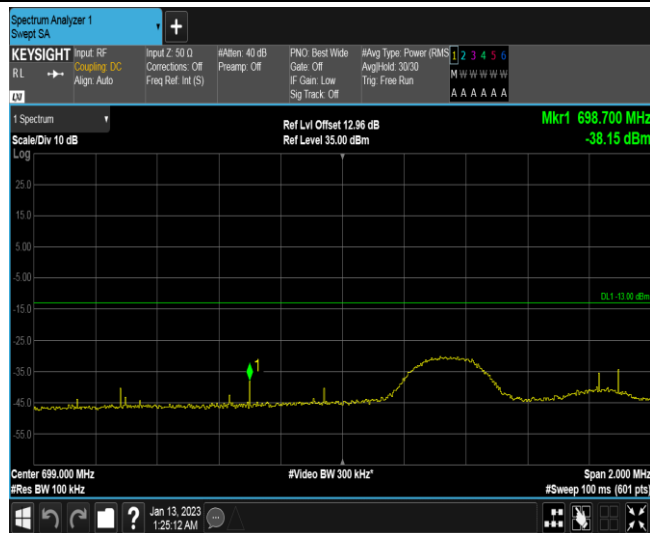 Spectrum Analyzer 1
Swept SA
+
KEYSIGHT
RL
LXI
Input: RF
Coupling: DC
Align: Auto
Input Z: 50 Ω
Corrections: Off
Freq Ref: Int (S)
#Atten: 40 dB
Preamp: Off
PNO: Best Wide
Gate: Off
IF Gain: Low
Sig Track: Off
#Avg Type: Power (RMS
Avg|Hold: 30/30
Trig: Free Run
1 2 3 4 5 6
M W W W W W
A A A A A A
1 Spectrum
Scale/Div 10 dB
Log
Ref Lvl Offset 12.96 dB
Ref Level 35.00 dBm
Mkr1 698.700 MHz
-38.15 dBm
25.0
15.0
5.00
-5.00
-15.0
-25.0
-35.0
-45.0
-55.0
DL1 -13.00 dBm
1
Center 699.000 MHz
#Res BW 100 kHz
#Video BW 300 kHz*
Span 2.000 MHz
#Sweep 100 ms (601 pts)
?
Jan 13, 2023
1:25:12 AM